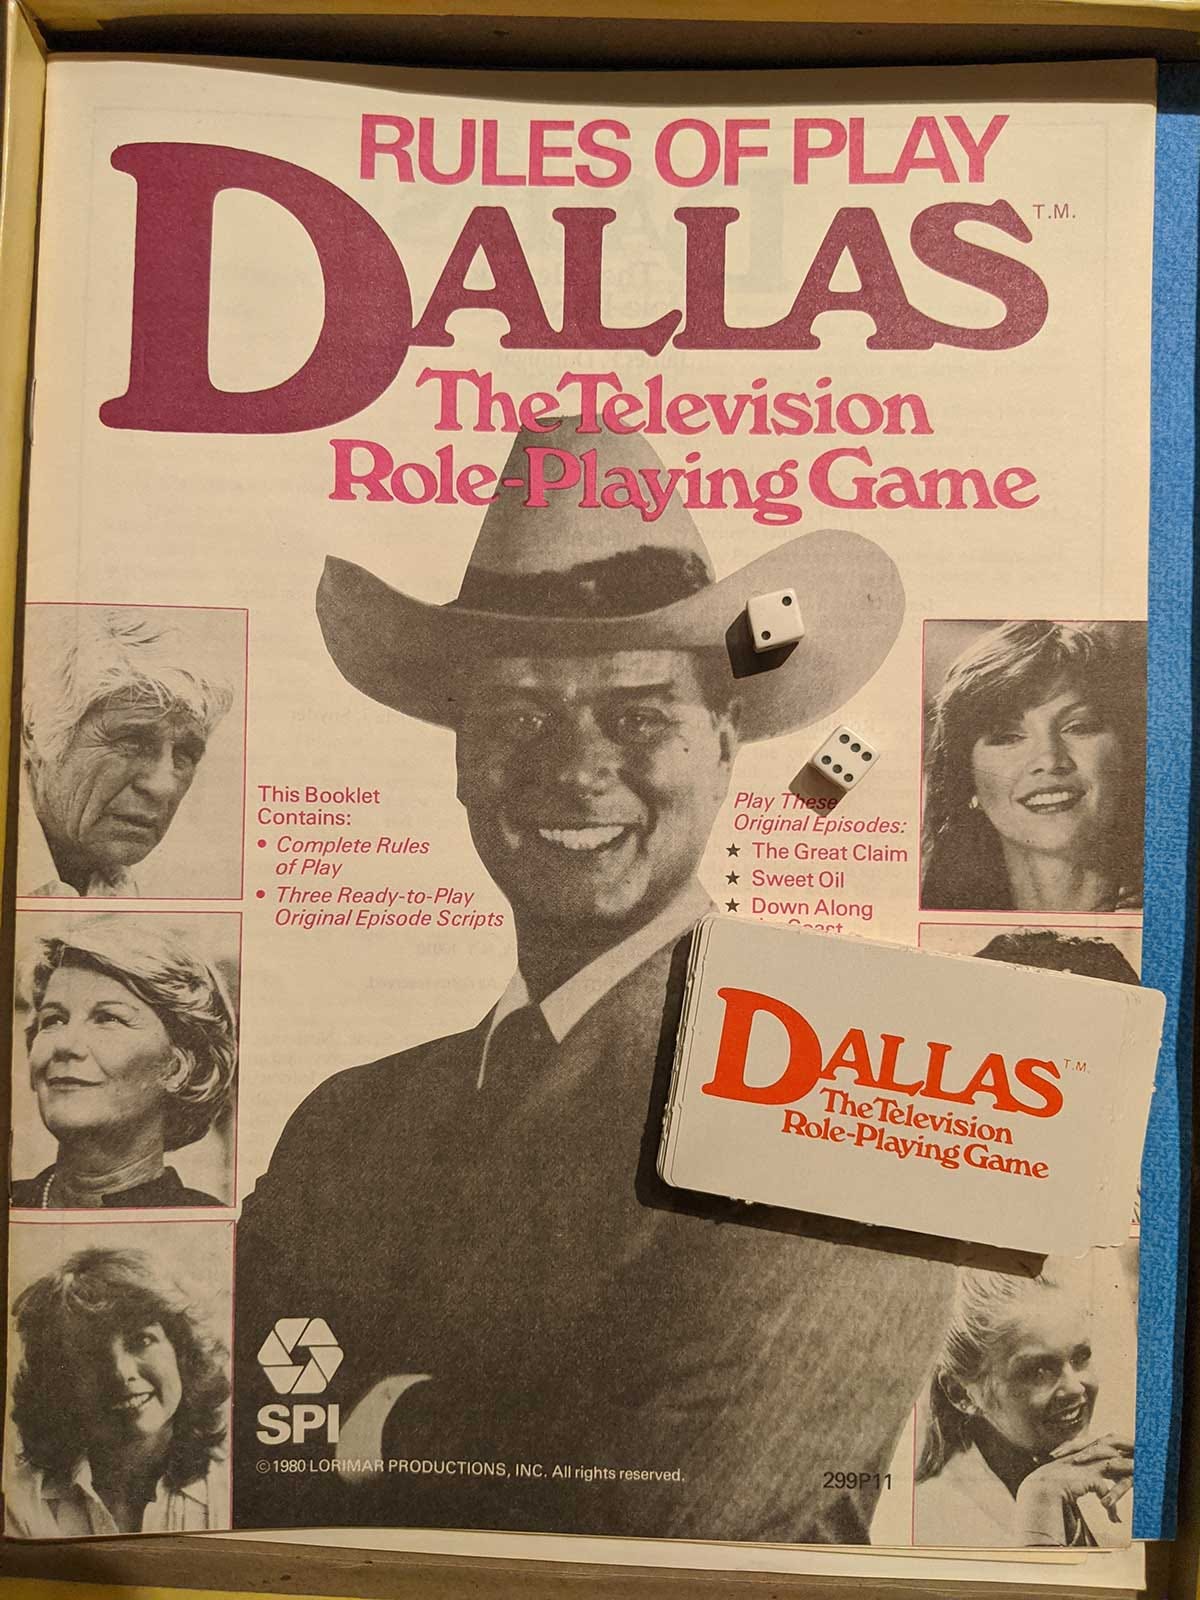 RULES OF PLAY
DALLAS T.M.
The Television
Role-Playing Game
This Booklet
Contains:
• Complete Rules
of Play
• Three Ready-to-Play
Original Episode Scripts
Play These
Original Episodes:
★ The Great Claim
★ Sweet Oil
★ Down Along
Coast
DALLAS T.M.
The Television
Role-Playing Game
SPI
©1980 LORIMAR PRODUCTIONS, INC. All rights reserved.
299P11